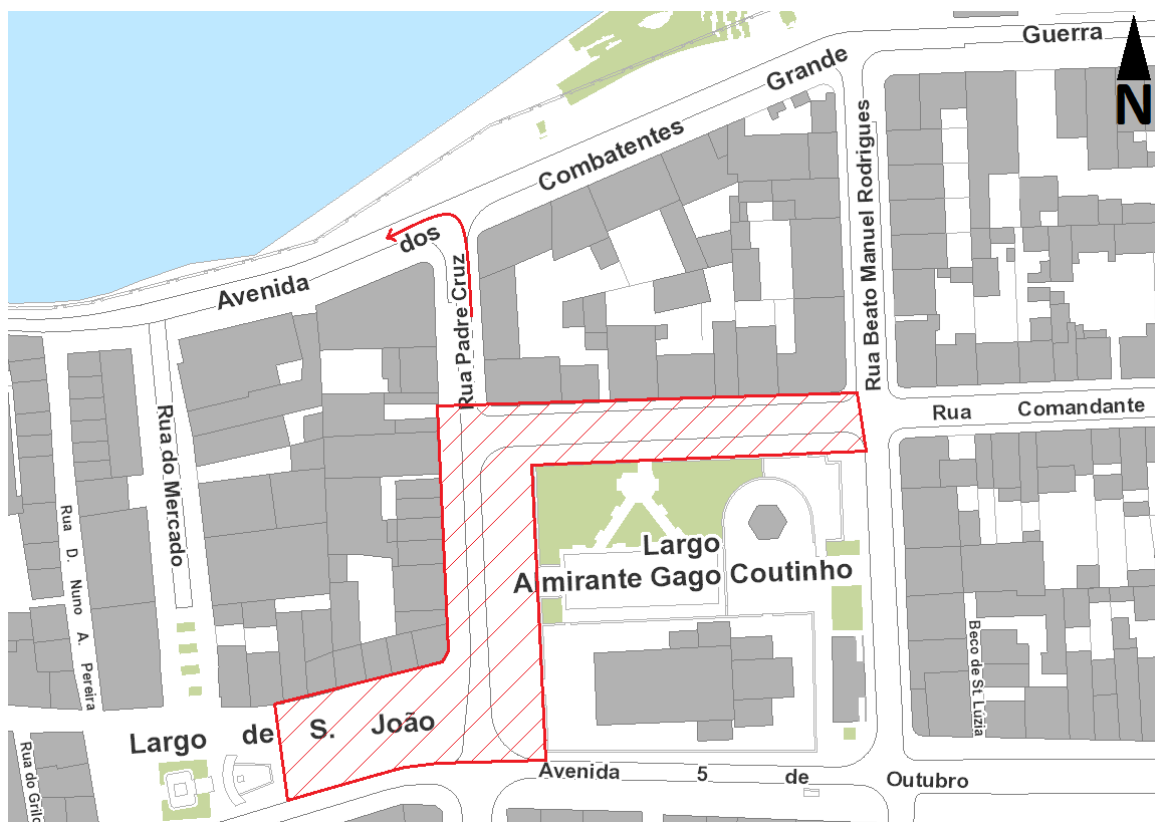 Guerra
Grande
Combatentes
dos
Avenida
N
Rua Beato Manuel Rodrigues
Rua Padre Cruz
Rua do Mercado
Rua Comandante
Rua D. Nuno A. Pereira
Largo
Almirante Gago Coutinho
Beco de St. Luzia
Largo de S. João
Rua do Grilo
Avenida 5 de Outubro